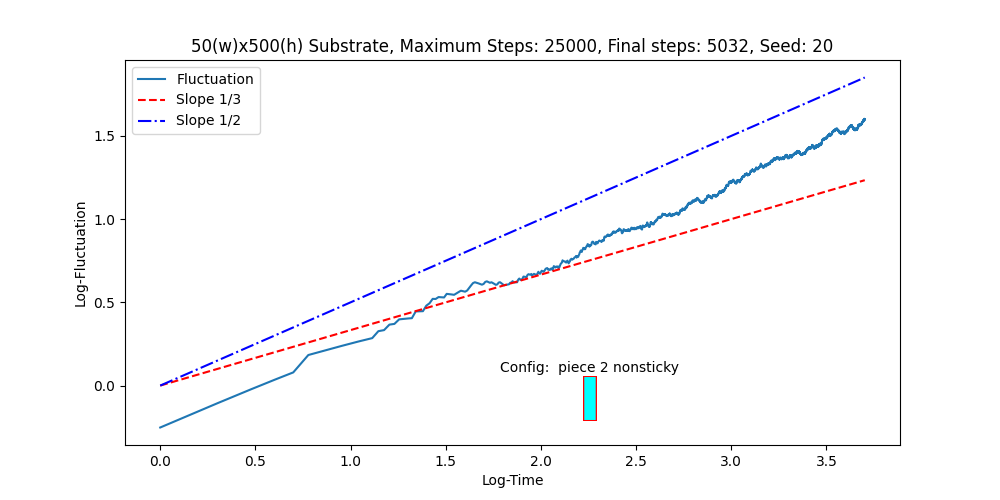 50(w)x500(h) Substrate, Maximum Steps: 25000, Final steps: 5032, Seed: 20
Fluctuation
Slope 1/3
Slope 1/2
1.5
1.0
0.5
0.0
Log-Fluctuation
Config:  piece 2 nonsticky
0.0 0.5 1.0 1.5 2.0 2.5 3.0 3.5
Log-Time